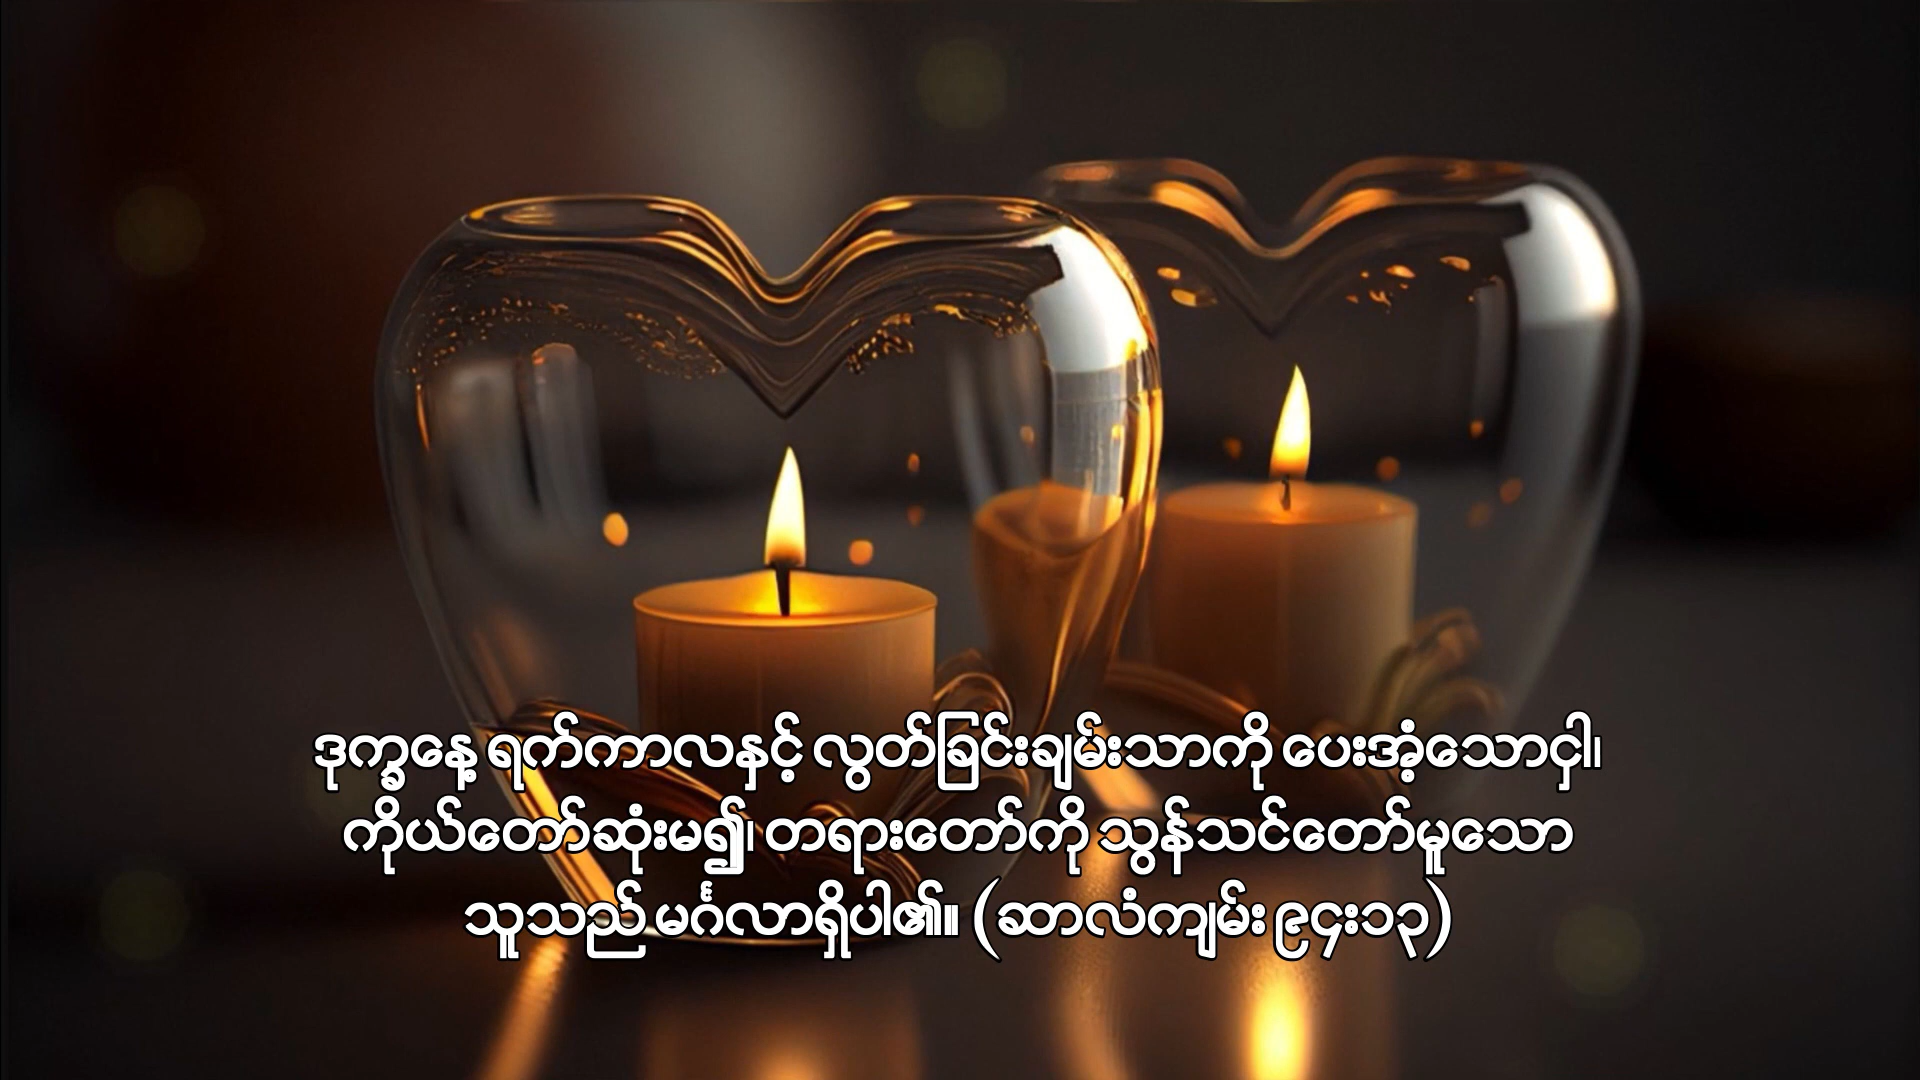 ဒုက္ခနေ့ ရက်ကာလနှင့် လွတ်ခြင်းချမ်းသာကို ပေးအံ့သောငှါ၊
ကိုယ်တော်ဆုံးမ၍၊ တရားတော်ကို သွန်သင်တော်မူသော
သူသည် မင်္ဂလာရှိပါ၏။ (ဆာလံကျမ်း ၉၄း၁၃)